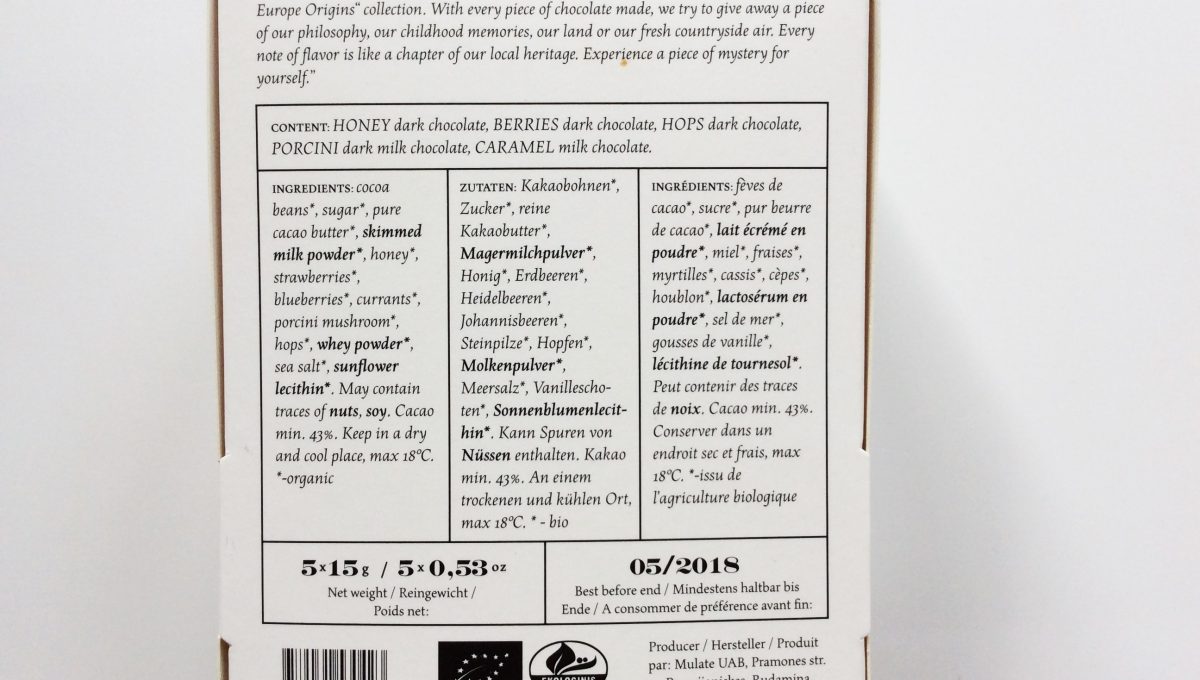 Europe Origins“ collection. With every piece of chocolate made, we try to give away a piece
of our philosophy, our childhood memories, our land or our fresh countryside air. Every
note of flavor is like a chapter of our local heritage. Experience a piece of mystery for
yourself.”
CONTENT: HONEY dark chocolate, BERRIES dark chocolate, HOPS dark chocolate,
PORCINI dark milk chocolate, CARAMEL milk chocolate.
INGREDIENTS: cocoa
beans*, sugar*, pure
cacao butter*, skimmed
milk powder*, honey*,
strawberries*,
blueberries*, currants*,
porcini mushroom*,
hops*, whey powder*,
sea salt*, sunflower
lecithin*. May contain
traces of nuts, soy. Cacao
min. 43%. Keep in a dry
and cool place, max 18ºC.
*-organic
ZUTATEN: Kakaobohnen*,
Zucker*, reine
Kakaobutter*,
Magermilchpulver*,
Honig*, Erdbeeren*,
Heidelbeeren*,
Johannisbeeren*,
Steinpilze*, Hopfen*,
Molkenpulver*,
Meersalz*, Vanillescho-
ten*, Sonnenblumenlecit-
hin*. Kann Spuren von
Nüssen enthalten. Kakao
min. 43%. An einem
trockenen und kühlen Ort,
max 18ºC. * - bio
INGRÉDIENTS: fèves de
cacao*, sucre*, pur beurre
de cacao*, lait écrémé en
poudre*, miel*, fraises*,
myrtilles*, cassis*, cèpes*,
houblon*, lactosérum en
poudre*, sel de mer*,
gousses de vanille*,
lécithine de tournesol*.
Peut contenir des traces
de noix. Cacao min. 43%.
Conserver dans un
endroit sec et frais, max
18ºC. *-issu de
l'agriculture biologique
5x15g / 5x0,53 oz
Net weight / Reingewicht /
Poids net:
05/2018
Best before end / Mindestens haltbar bis
Ende / A consommer de préférence avant fin:
EKOLOGINIS
Producer / Hersteller / Produit
par: Mulate UAB, Pramones str.
Rudamina